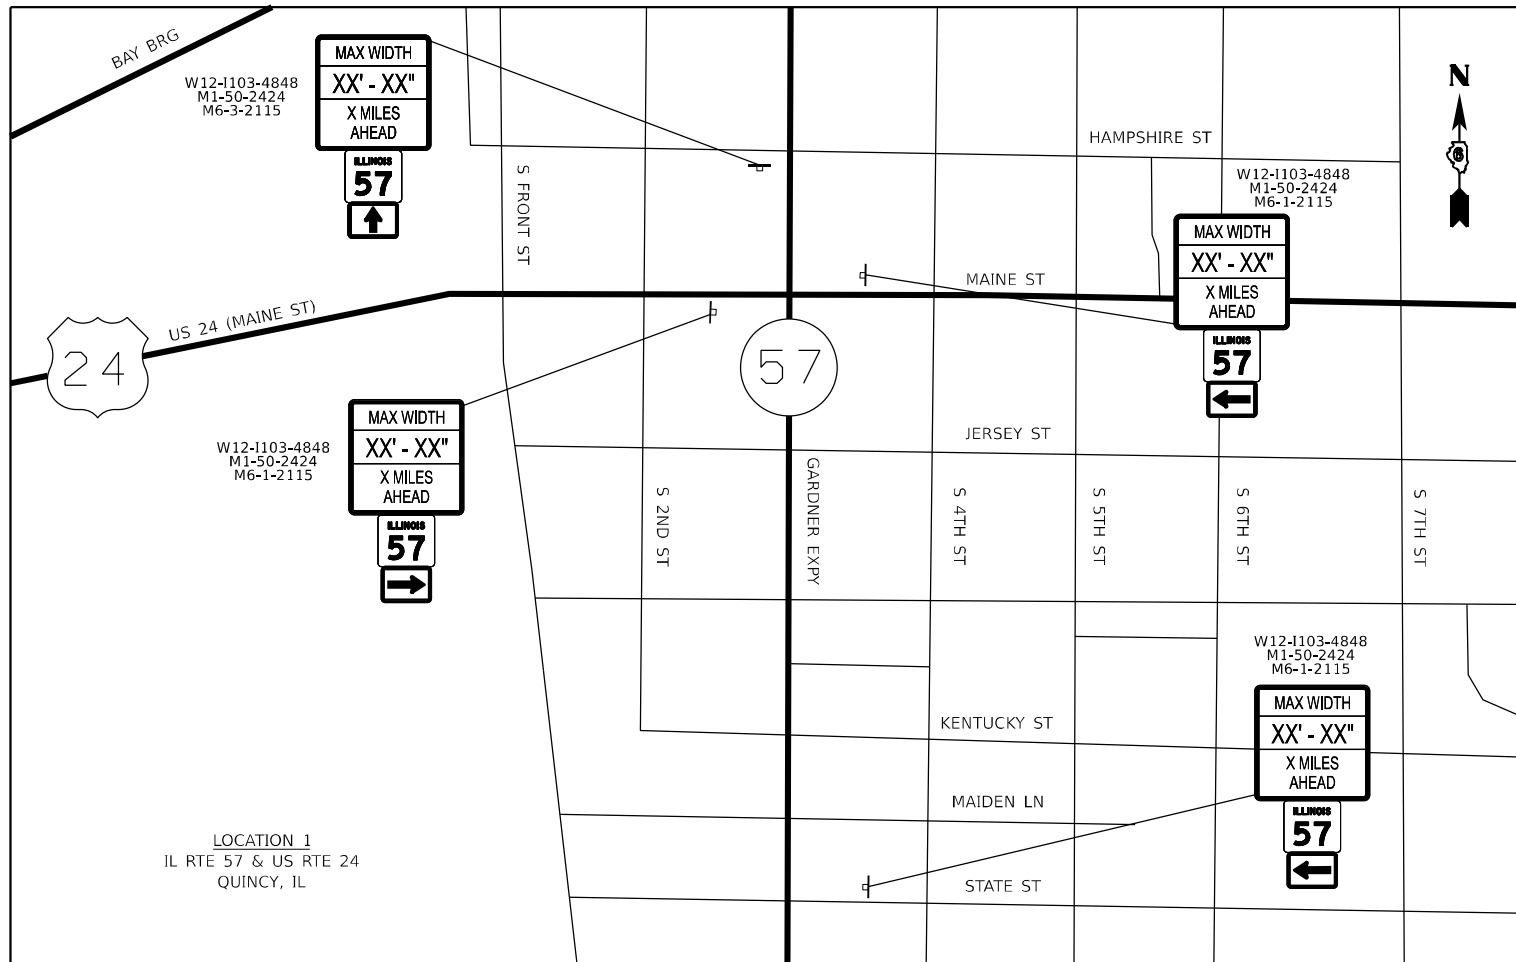 BAY BRG
W12-I103-4848
M1-50-2424
M6-3-2115
MAX WIDTH
XX' - XX"
X MILES
AHEAD
ILLINOIS
57
N
6
HAMPSHIRE ST
S FRONT ST
W12-I103-4848
M1-50-2424
M6-1-2115
MAX WIDTH
XX' - XX"
X MILES
AHEAD
ILLINOIS
57
MAINE ST
US 24 (MAINE ST)
24
57
W12-I103-4848
M1-50-2424
M6-1-2115
MAX WIDTH
XX' - XX"
X MILES
AHEAD
ILLINOIS
57
JERSEY ST
S 2ND ST
GARDNER EXPY
S 4TH ST
S 5TH ST
S 6TH ST
S 7TH ST
W12-I103-4848
M1-50-2424
M6-1-2115
MAX WIDTH
XX' - XX"
X MILES
AHEAD
ILLINOIS
57
KENTUCKY ST
MAIDEN LN
STATE ST
LOCATION 1
IL RTE 57 & US RTE 24
QUINCY, IL